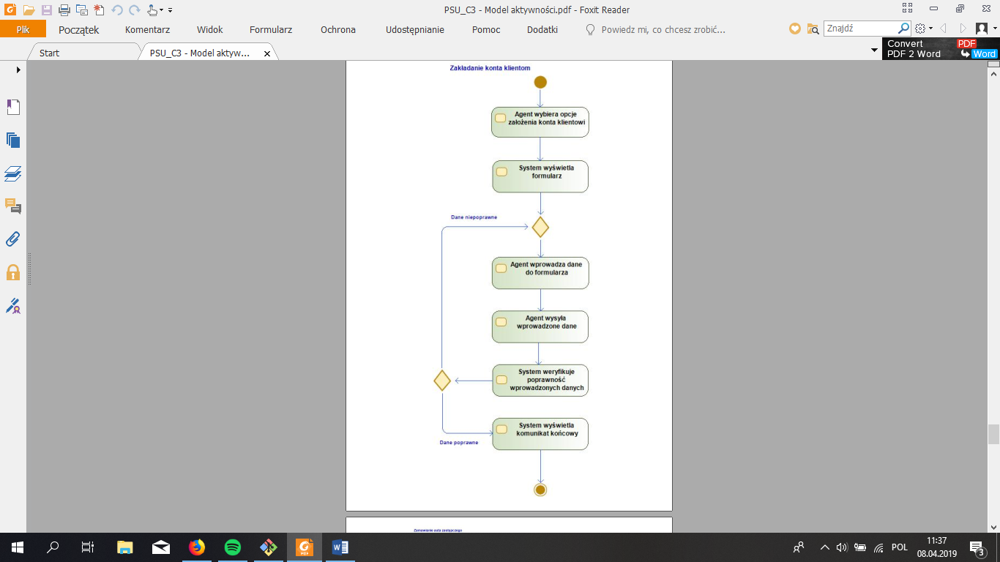 PSU_C3 - Model aktywności.pdf - Foxit Reader
Plik Początek Komentarz Widok Formularz Ochrona Udostępnianie Pomoc Dodatki Powiedz mi, co chcesz zrobić... Znajdź
Start PSU_C3 - Model aktyw...
Convert PDF
PDF 2 Word Word
Zakładanie konta klientom
Agent wybiera opcje
założenia konta klientowi
System wyświetla
formularz
Dane niepoprawne
Agent wprowadza dane
do formularza
Agent wysyła
wprowadzone dane
System weryfikuje
poprawność
wprowadzonych danych
System wyświetla
komunikat końcowy
Dane poprawne
Zamawianie auta zastępczego
PDF
POL
11:37
08.04.2019
3